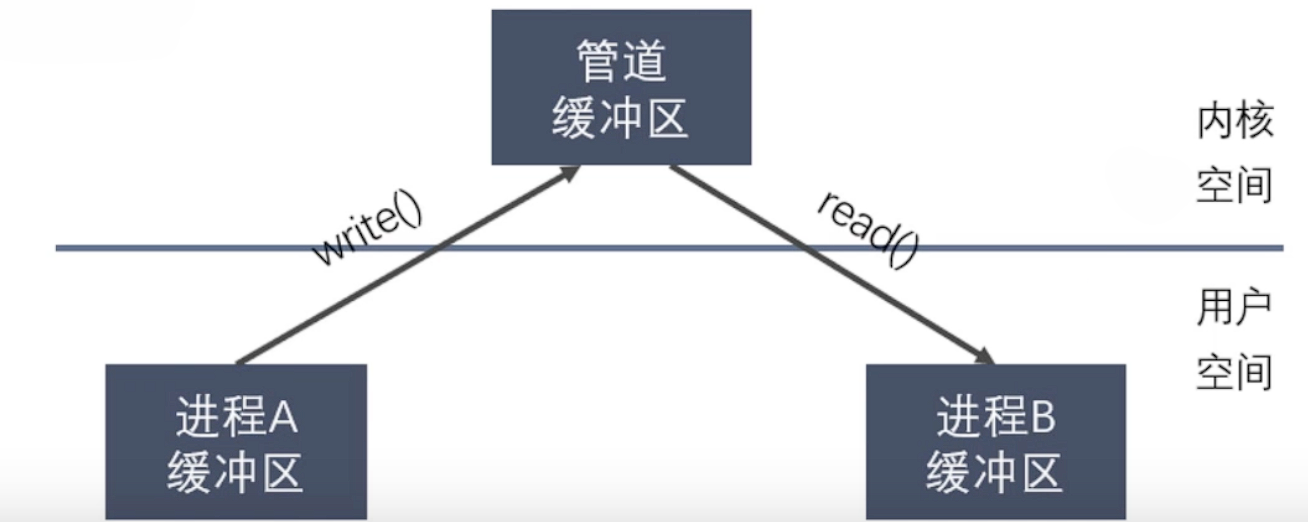 管道
缓冲区
内核
空间
write()
read()
用户
空间
进程A
缓冲区
进程B
缓冲区